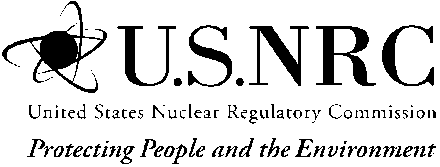 U.S.NRC
United States Nuclear Regulatory Commission
Protecting People and the Environment